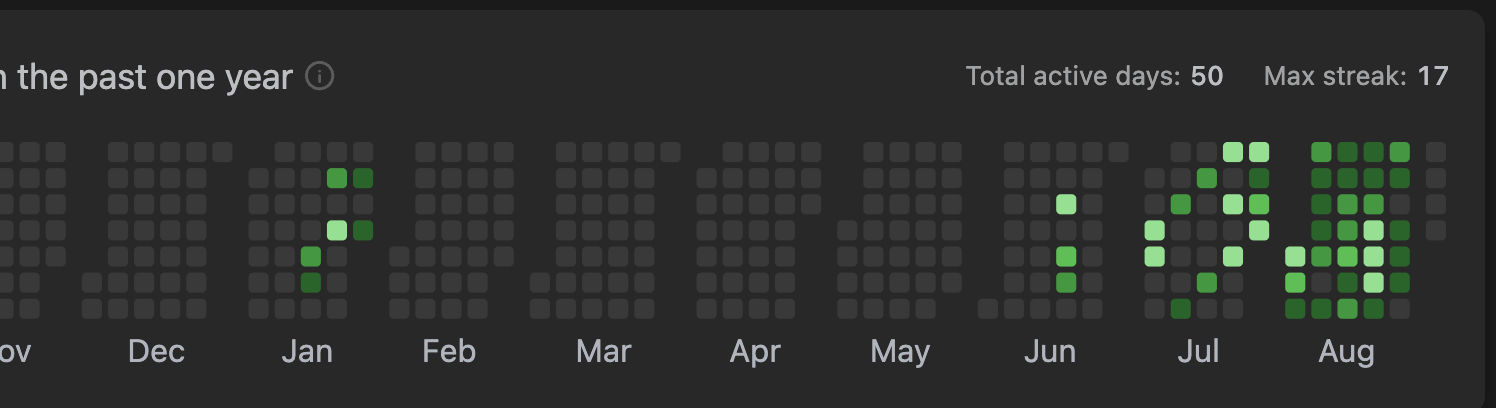 the past one year
Total active days: 50 Max streak: 17
Dec Jan Feb Mar Apr May Jun Jul Aug